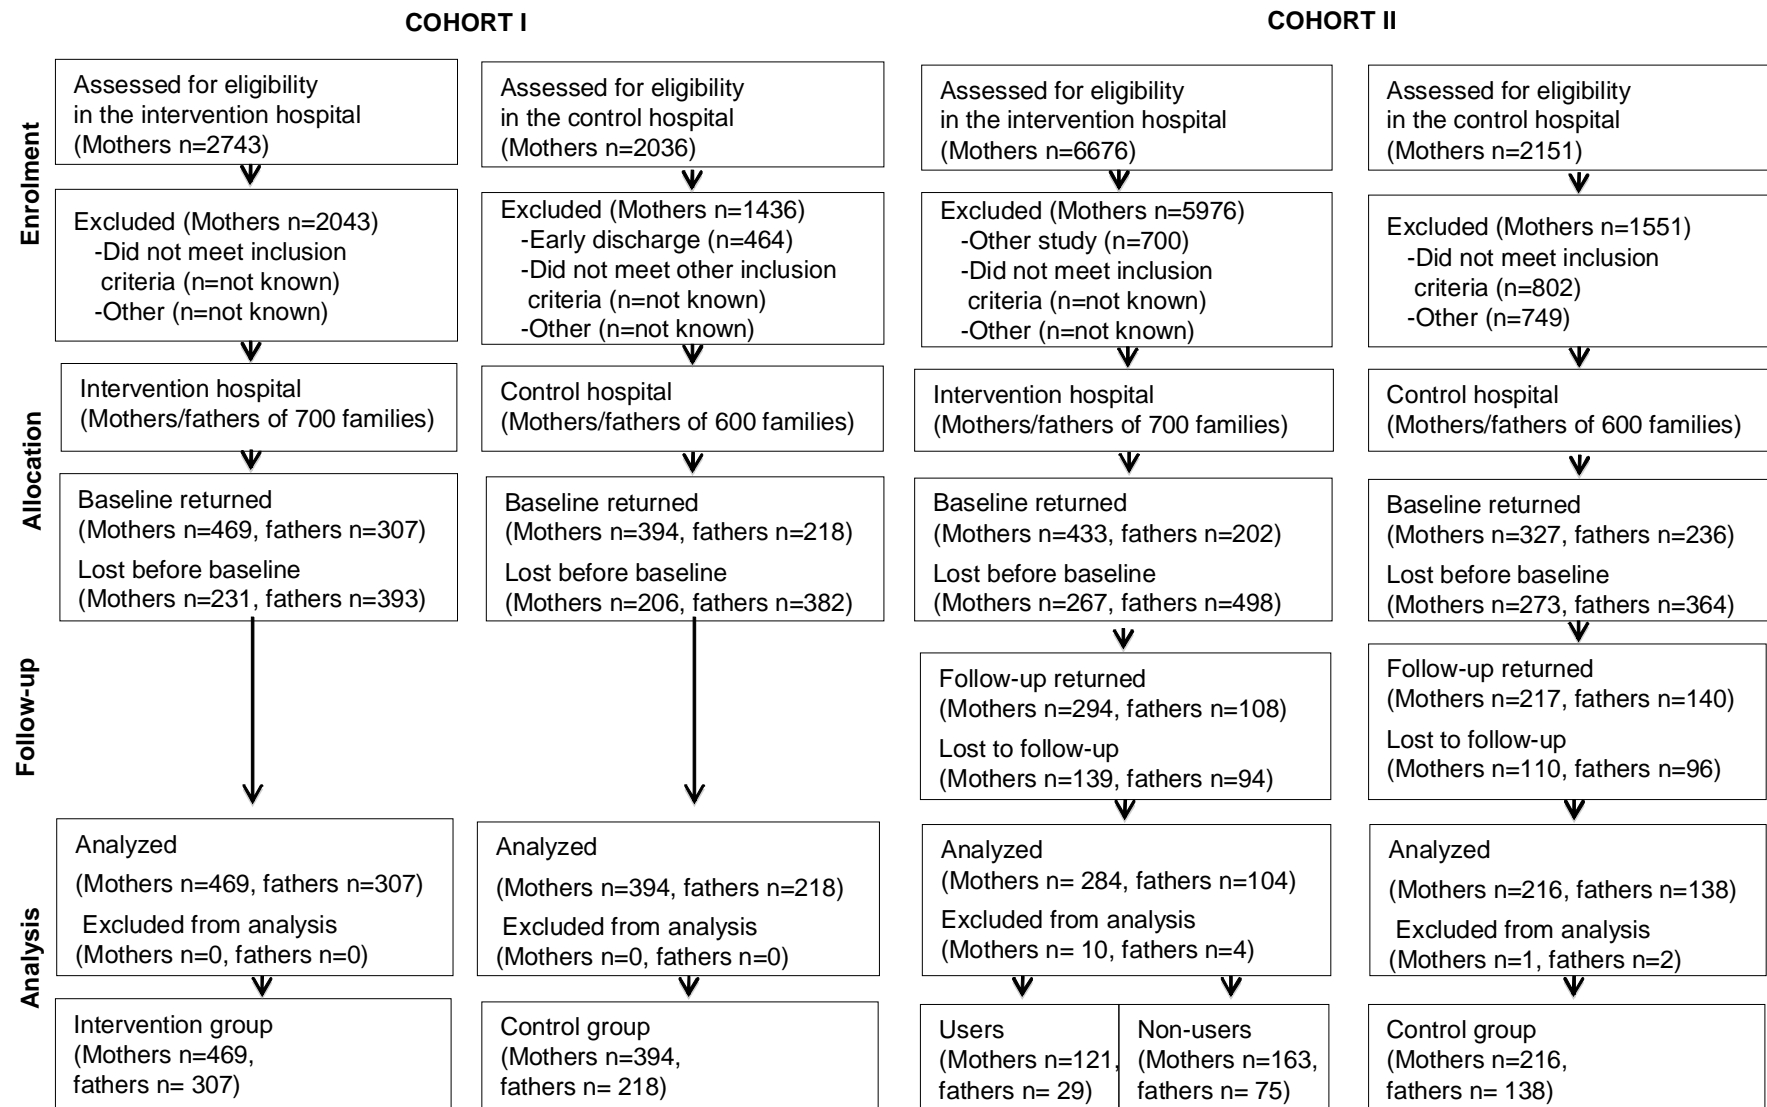 COHORT I
COHORT II
Enrolment
Assessed for eligibility
in the intervention hospital
(Mothers n=2743)
Assessed for eligibility
in the control hospital
(Mothers n=2036)
Assessed for eligibility
in the intervention hospital
(Mothers n=6676)
Assessed for eligibility
in the control hospital
(Mothers n=2151)
Excluded (Mothers n=2043)
-Did not meet inclusion
criteria (n=not known)
-Other (n=not known)
Excluded (Mothers n=1436)
-Early discharge (n=464)
-Did not meet other inclusion
criteria (n=not known)
-Other (n=not known)
Excluded (Mothers n=5976)
-Other study (n=700)
-Did not meet inclusion
criteria (n=not known)
-Other (n=not known)
Excluded (Mothers n=1551)
-Did not meet inclusion
criteria (n=802)
-Other (n=749)
Allocation
Intervention hospital
(Mothers/fathers of 700 families)
Control hospital
(Mothers/fathers of 600 families)
Intervention hospital
(Mothers/fathers of 700 families)
Control hospital
(Mothers/fathers of 600 families)
Baseline returned
(Mothers n=469, fathers n=307)
Lost before baseline
(Mothers n=231, fathers n=393)
Baseline returned
(Mothers n=394, fathers n=218)
Lost before baseline
(Mothers n=206, fathers n=382)
Baseline returned
(Mothers n=433, fathers n=202)
Lost before baseline
(Mothers n=267, fathers n=498)
Baseline returned
(Mothers n=327, fathers n=236)
Lost before baseline
(Mothers n=273, fathers n=364)
Follow-up
Follow-up returned
(Mothers n=294, fathers n=108)
Lost to follow-up
(Mothers n=139, fathers n=94)
Follow-up returned
(Mothers n=217, fathers n=140)
Lost to follow-up
(Mothers n=110, fathers n=96)
Analysis
Analyzed
(Mothers n=469, fathers n=307)
Excluded from analysis
(Mothers n=0, fathers n=0)
Analyzed
(Mothers n=394, fathers n=218)
Excluded from analysis
(Mothers n=0, fathers n=0)
Analyzed
(Mothers n= 284, fathers n=104)
Excluded from analysis
(Mothers n= 10, fathers n=4)
Analyzed
(Mothers n=216, fathers n=138)
Excluded from analysis
(Mothers n=1, fathers n=2)
Intervention group
(Mothers n=469,
fathers n= 307)
Control group
(Mothers n=394,
fathers n= 218)
Users
(Mothers n=121,
fathers n= 29)
Non-users
(Mothers n=163,
fathers n= 75)
Control group
(Mothers n=216,
fathers n= 138)